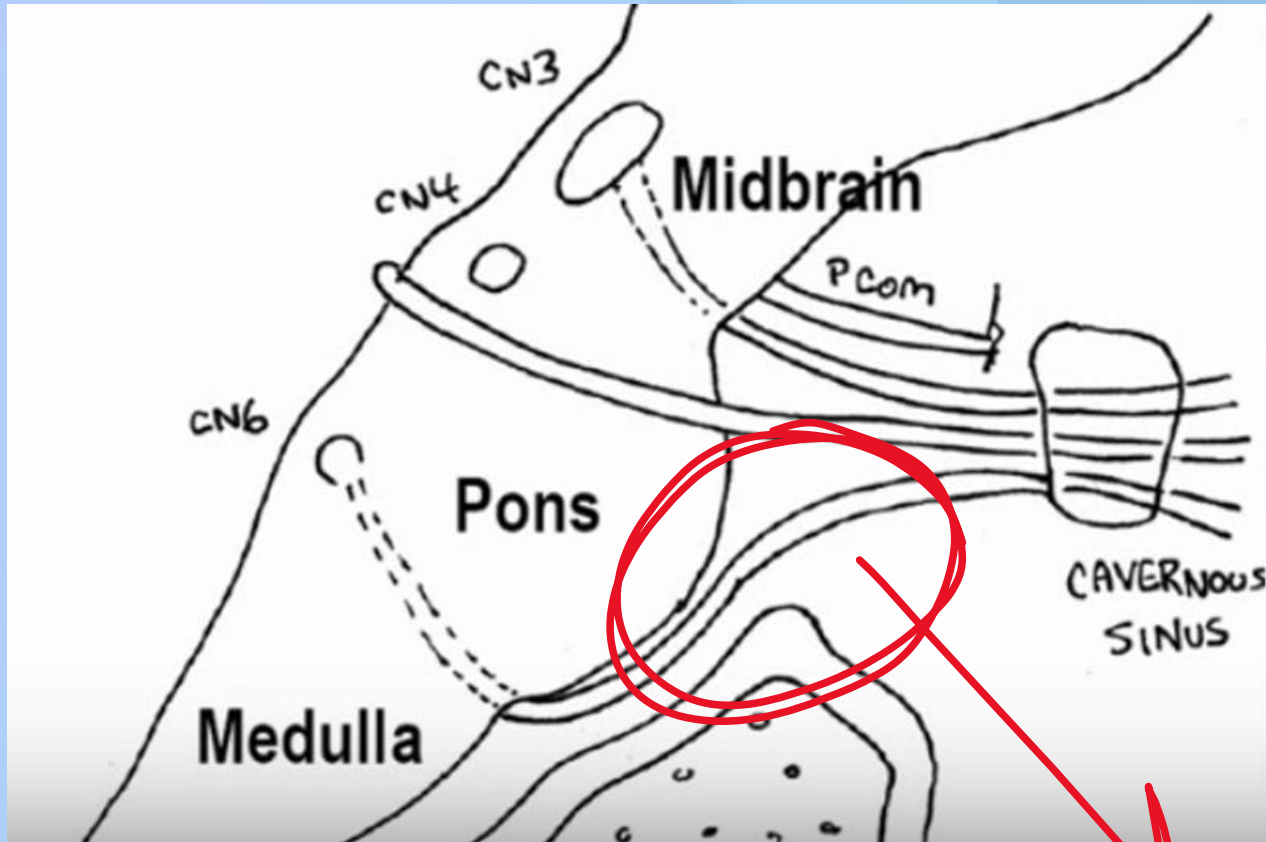 CN3
CN4
Midbrain
PCom
CN6
Pons
CAVERNOUS
SINUS
Medulla